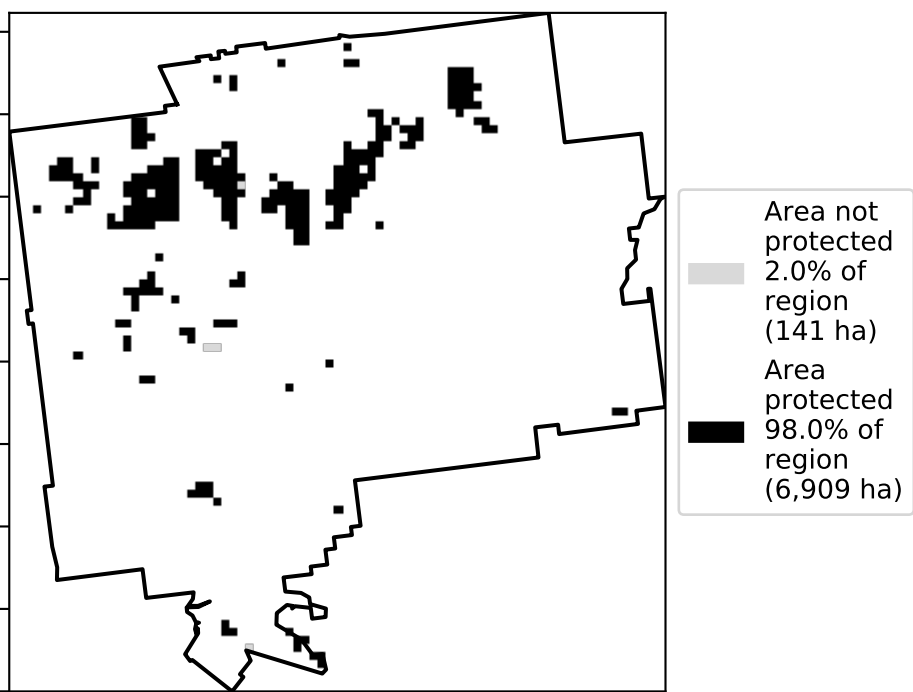 Area not
protected
2.0% of
region
(141 ha)
Area
protected
98.0% of
region
(6,909 ha)